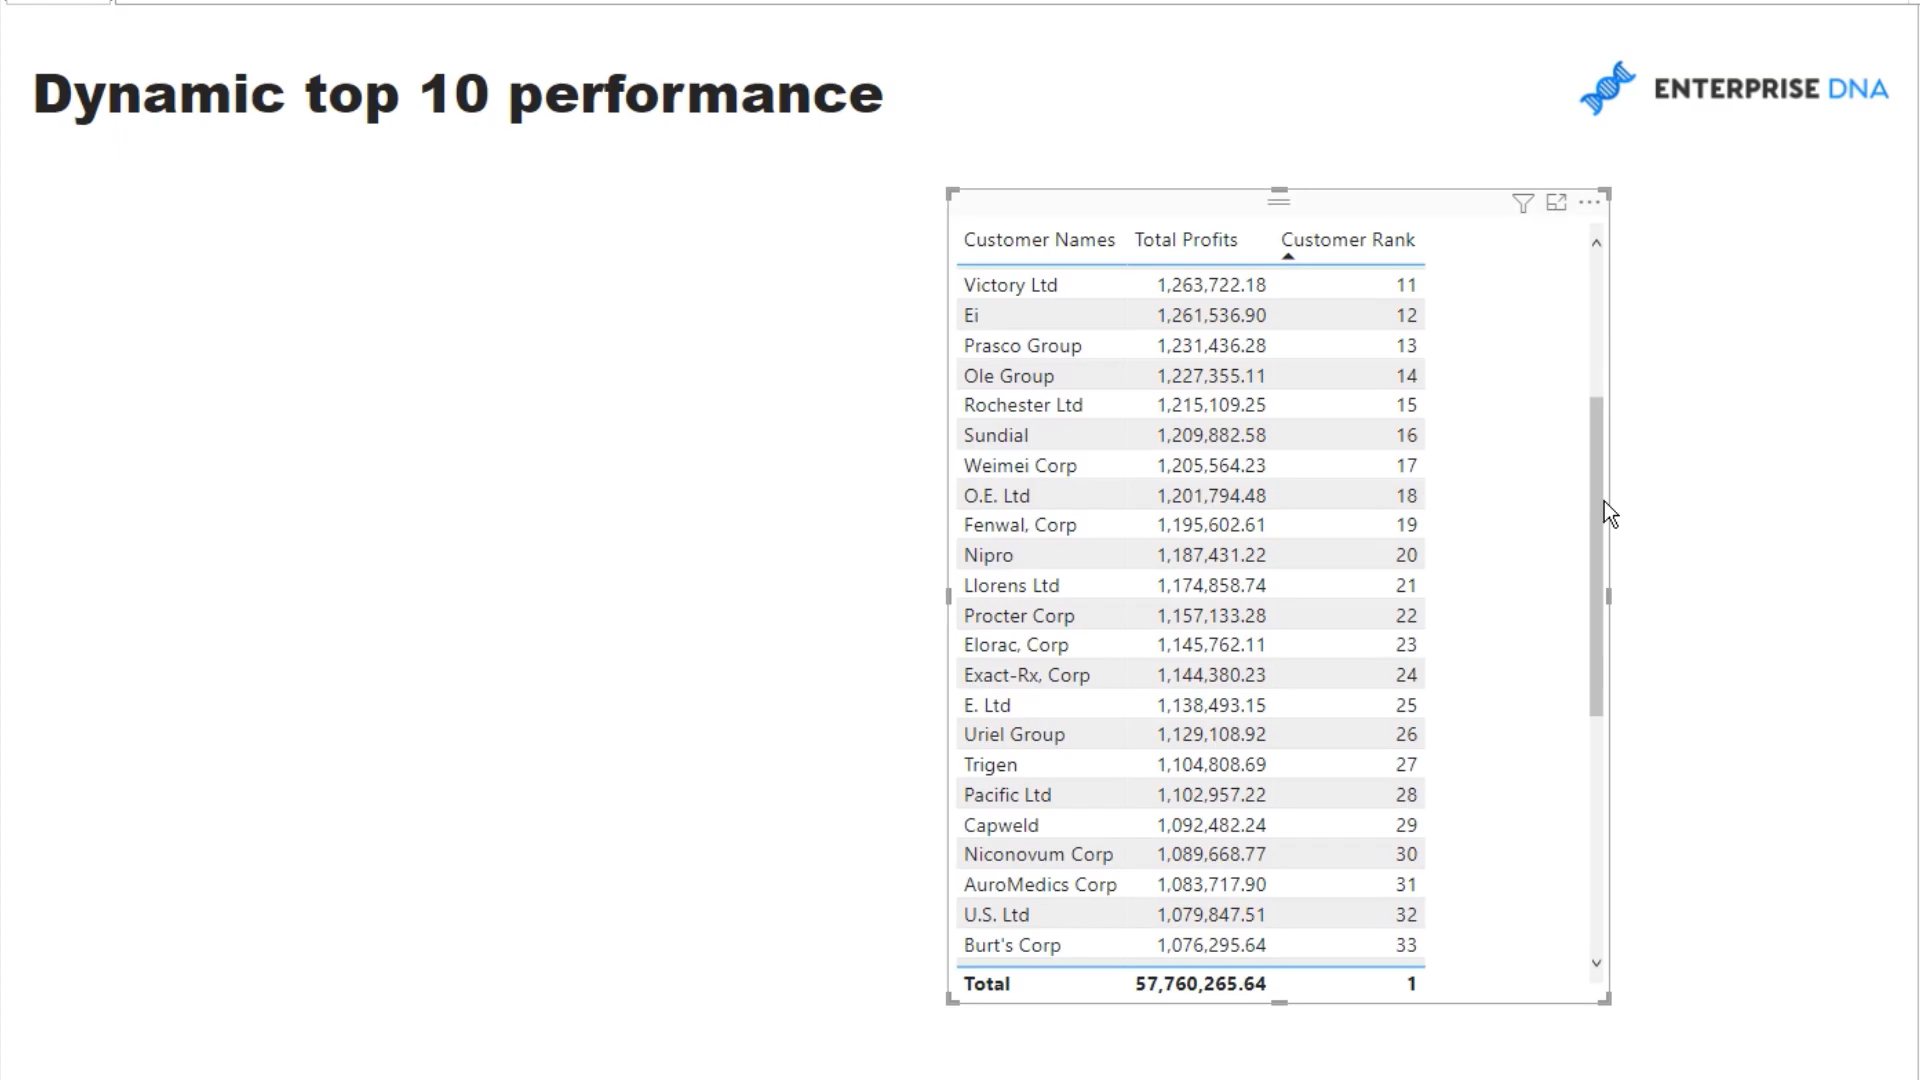 Dynamic top 10 performance
ENTERPRISE DNA
Customer Names Total Profits Customer Rank
Victory Ltd 1,263,722.18 11
Ei 1,261,536.90 12
Prasco Group 1,231,436.28 13
Ole Group 1,227,355.11 14
Rochester Ltd 1,215,109.25 15
Sundial 1,209,882.58 16
Weimei Corp 1,205,564.23 17
O.E. Ltd 1,201,794.48 18
Fenwal, Corp 1,195,602.61 19
Nipro 1,187,431.22 20
Llorens Ltd 1,174,858.74 21
Procter Corp 1,157,133.28 22
Elorac, Corp 1,145,762.11 23
Exact-Rx, Corp 1,144,380.23 24
E. Ltd 1,138,493.15 25
Uriel Group 1,129,108.92 26
Trigen 1,104,808.69 27
Pacific Ltd 1,102,957.22 28
Capweld 1,092,482.24 29
Niconovum Corp 1,089,668.77 30
AuroMedics Corp 1,083,717.90 31
U.S. Ltd 1,079,847.51 32
Burt's Corp 1,076,295.64 33
Total 57,760,265.64 1